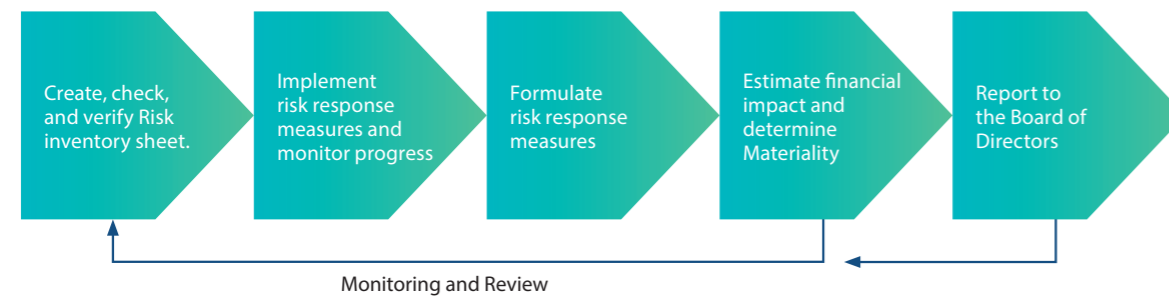 Create, check,
and verify Risk
inventory sheet.
Implement
risk response
measures and
monitor progress
Formulate
risk response
measures
Estimate financial
impact and
determine
Materiality
Report to
the Board of
Directors
Monitoring and Review